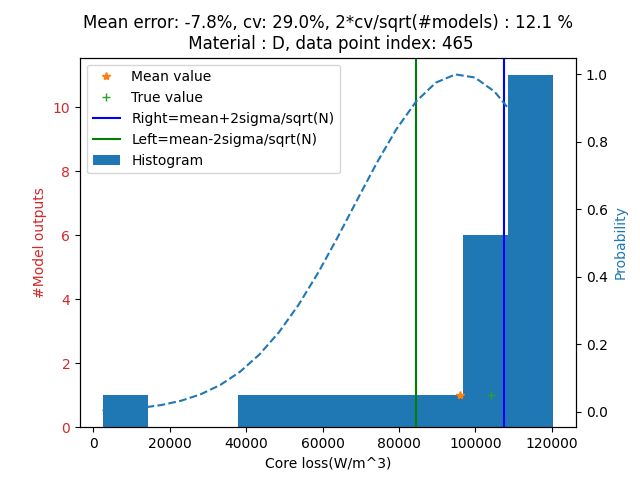 Mean error: -7.8%, cv: 29.0%, 2*cv/sqrt(#models) : 12.1 %
Material : D, data point index: 465
Mean value
True value
Right=mean+2sigma/sqrt(N)
Left=mean-2sigma/sqrt(N)
Histogram
#Model outputs
10
8
6
4
2
0
1.0
0.8
0.6
0.4
0.2
0.0
Probability
0 20000 40000 60000 80000 100000 120000
Core loss(W/m^3)